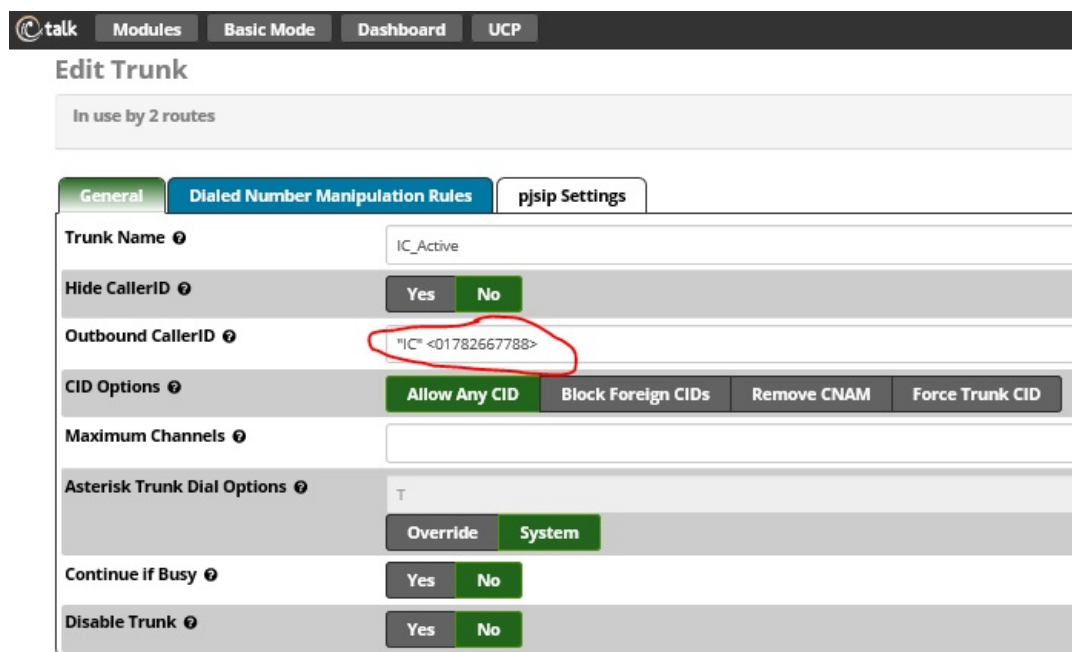 iC talk Modules Basic Mode Dashboard UCP
Edit Trunk
In use by 2 routes
General Dialed Number Manipulation Rules pjsip Settings
Trunk Name IC_Active
Hide CallerID Yes No
Outbound CallerID "IC" <01782667788>
CID Options Allow Any CID Block Foreign CIDs Remove CNAM Force Trunk CID
Maximum Channels
Asterisk Trunk Dial Options T
Override System
Continue if Busy Yes No
Disable Trunk Yes No